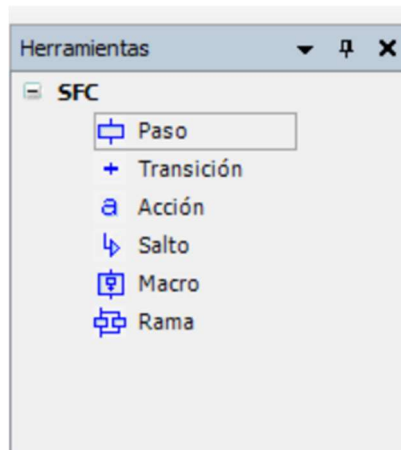 Herramientas
SFC
Paso
Transición
Acción
Salto
Macro
Rama